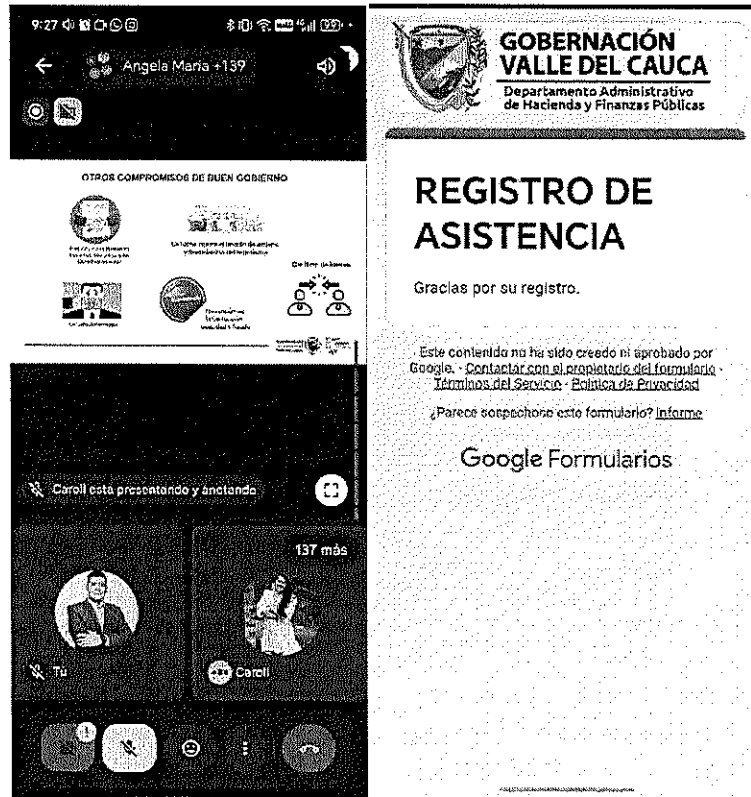 9:27
Angela Maria +139
OTROS COMPROMISOS DE BUEN GOBIERNO
Caroll está presentando y anotando
137 más
Tú
Caroll
GOBERNACIÓN
VALLE DEL CAUCA
Departamento Administrativo
de Hacienda y Finanzas Públicas
REGISTRO DE
ASISTENCIA
Gracias por su registro.
Este contenido no ha sido creado ni aprobado por
Google. - Contactar con el propietario del formulario -
Términos del Servicio - Política de Privacidad
¿Parece sospechoso este formulario? Informe
Google Formularios